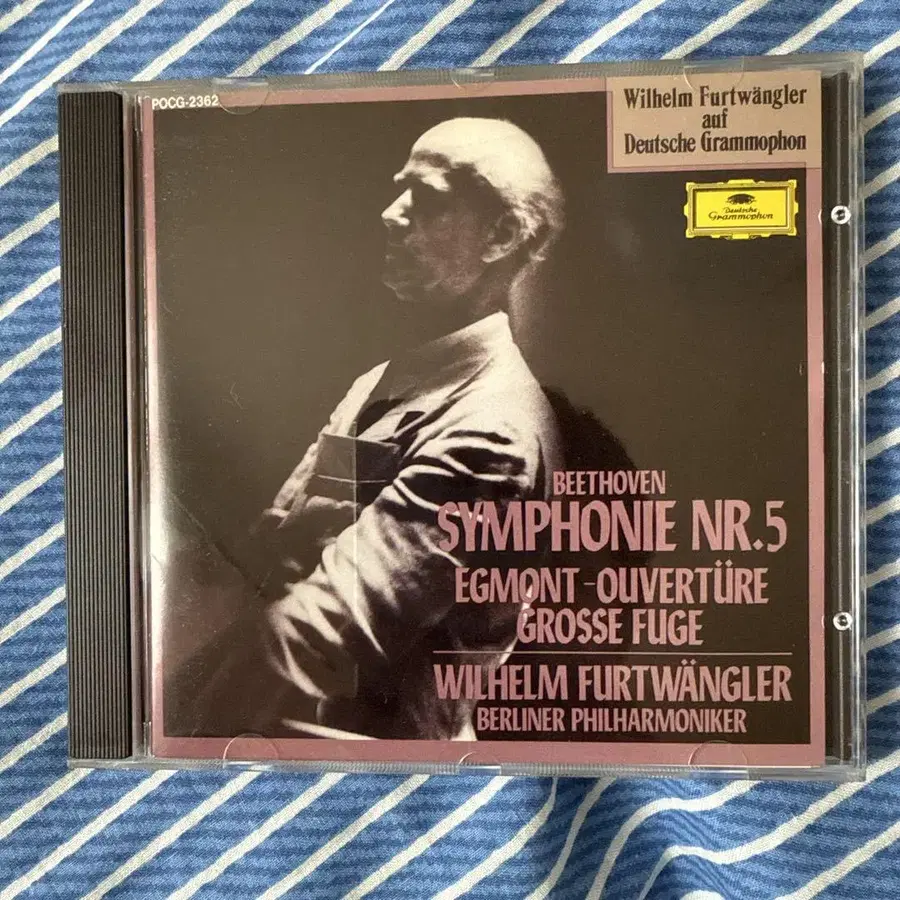 POCG-2362
Wilhelm Furtwängler
auf
Deutsche Grammophon
Deutsche
Grammophon
BEETHOVEN
SYMPHONIE NR.5
EGMONT-OUVERTÜRE
GROSSE FUGE
WILHELM FURTWÄNGLER
BERLINER PHILHARMONIKER